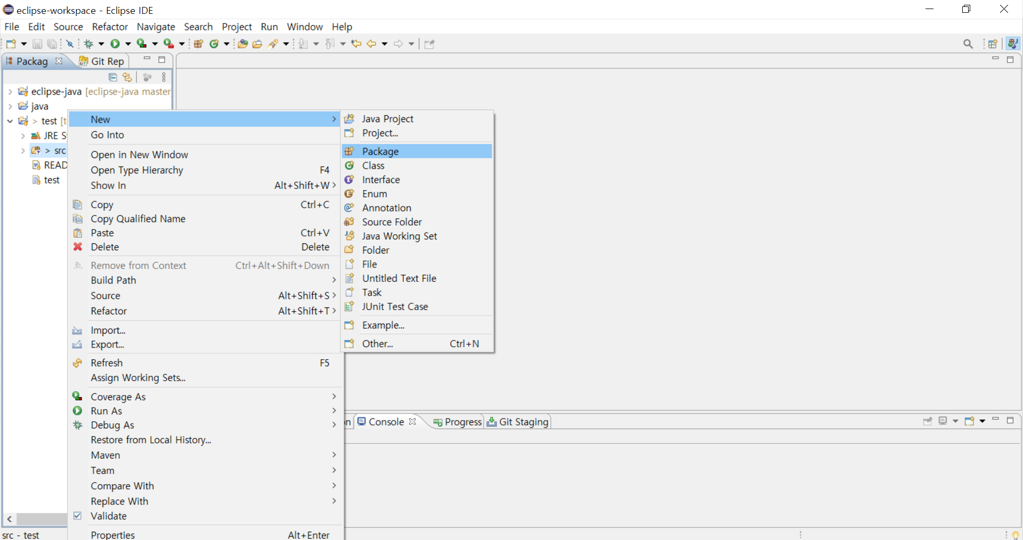 eclipse-workspace - Eclipse IDE
File Edit Source Refactor Navigate Search Project Run Window Help
Packag Git Rep
eclipse-java [eclipse-java master
java
> test [t
JRE S
> src
READ
test
New
Go Into
Open in New Window
Open Type Hierarchy F4
Show In Alt+Shift+W >
Copy Ctrl+C
Copy Qualified Name
Paste Ctrl+V
Delete Delete
Remove from Context Ctrl+Alt+Shift+Down
Build Path
Source Alt+Shift+S >
Refactor Alt+Shift+T >
Import...
Export...
Refresh F5
Assign Working Sets...
Coverage As
Run As
Debug As
Restore from Local History...
Maven
Team
Compare With
Replace With
Validate
Properties Alt+Enter
Java Project
Project...
Package
Class
Interface
Enum
Annotation
Source Folder
Java Working Set
Folder
File
Untitled Text File
Task
JUnit Test Case
Example...
Other... Ctrl+N
on Console Progress Git Staging
src - test